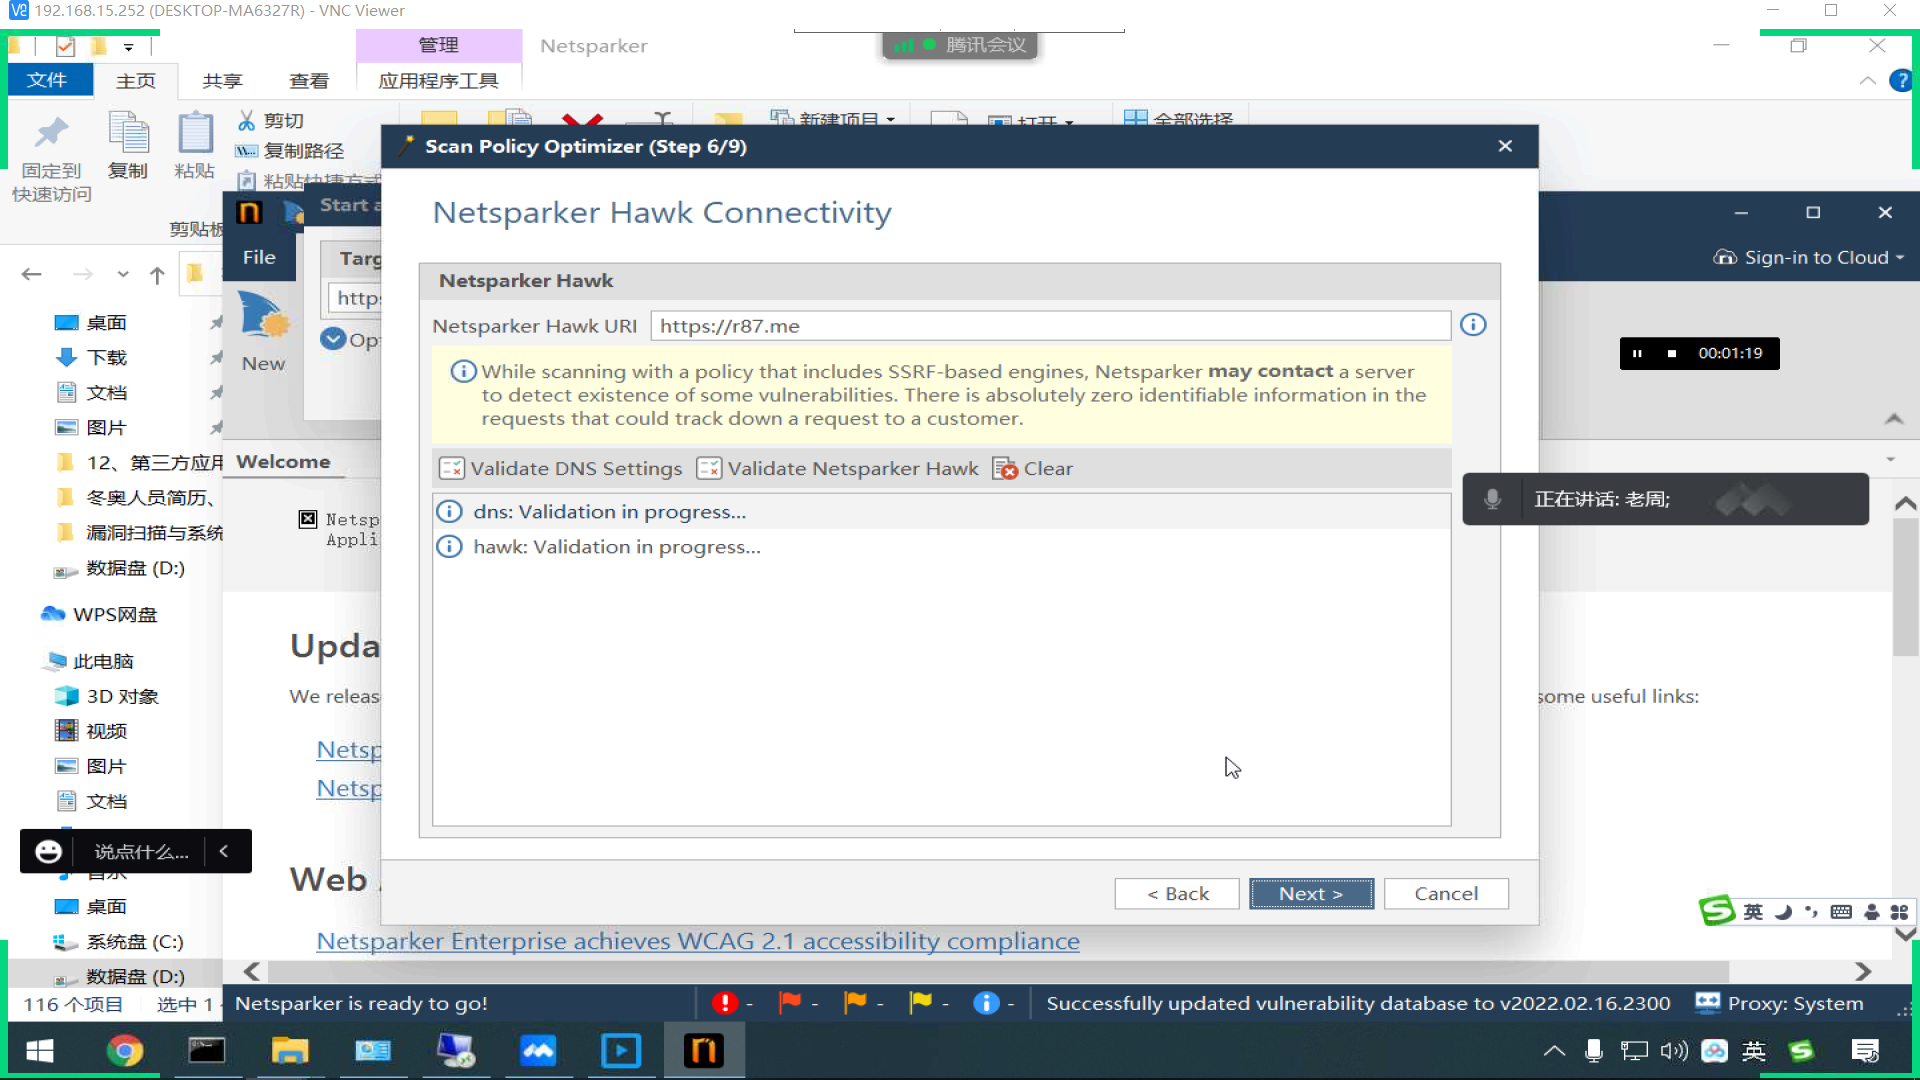 192.168.15.252 (DESKTOP-MA6327R) - VNC Viewer
管理
Netsparker
腾讯会议
文件
主页
共享
查看
应用程序工具
固定到
快速访问
复制
粘贴
剪切
复制路径
粘贴快捷方式
剪贴板
新建项目
打开
全部选择
Scan Policy Optimizer (Step 6/9)
Netsparker Hawk Connectivity
Netsparker Hawk
Netsparker Hawk URI
https://r87.me
While scanning with a policy that includes SSRF-based engines, Netsparker may contact a server
to detect existence of some vulnerabilities. There is absolutely zero identifiable information in the
requests that could track down a request to a customer.
Validate DNS Settings
Validate Netsparker Hawk
Clear
dns: Validation in progress...
hawk: Validation in progress...
< Back
Next >
Cancel
Start a
File
Targ
http:
Op
New
Sign-in to Cloud
00:01:19
正在讲话: 老周;
Welcome
Netsp
Appli
Upda
We releas
some useful links:
Netsp
Netsp
Web
Netsparker Enterprise achieves WCAG 2.1 accessibility compliance
桌面
下载
文档
图片
12、第三方应用
冬奥人员简历、
漏洞扫描与系统
数据盘 (D:)
WPS网盘
此电脑
3D 对象
视频
图片
文档
说点什么...
音乐
桌面
系统盘 (C:)
数据盘 (D:)
116 个项目
选中 1
英
Netsparker is ready to go!
-
-
-
-
-
Successfully updated vulnerability database to v2022.02.16.2300
Proxy: System
英